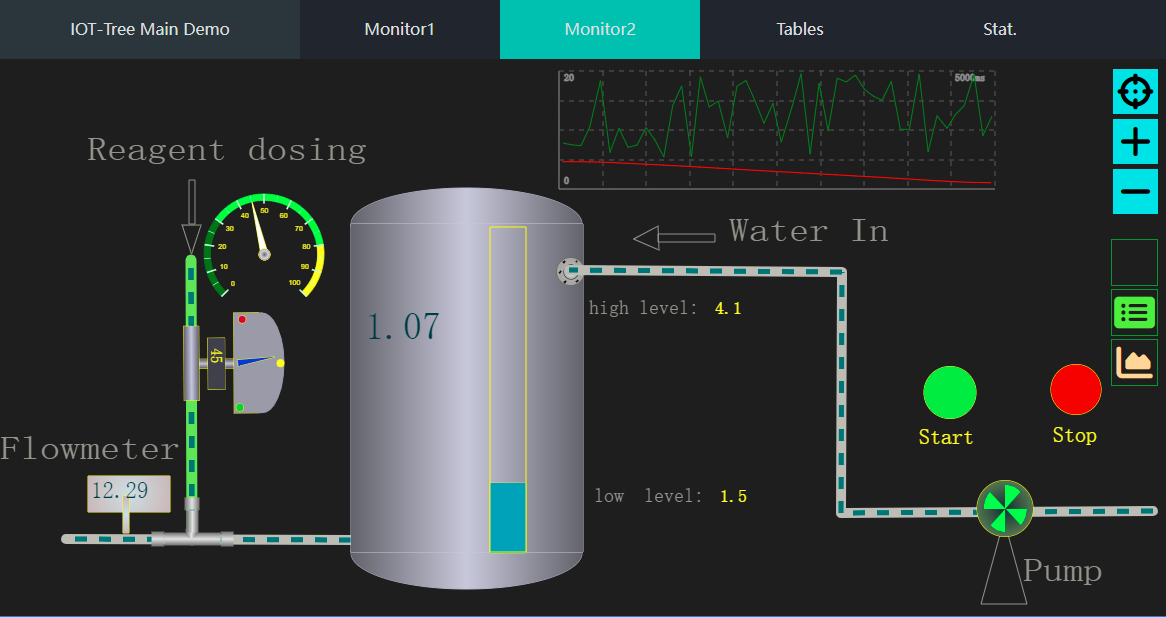 IOT-Tree Main Demo
Monitor1
Monitor2
Tables
Stat.
20
5000ms
0
Reagent dosing
0
10
20
30
40
50
60
70
80
90
100
Water In
high level: 4.1
1.07
45
Start
Stop
Flowmeter
12.29
low level: 1.5
Pump